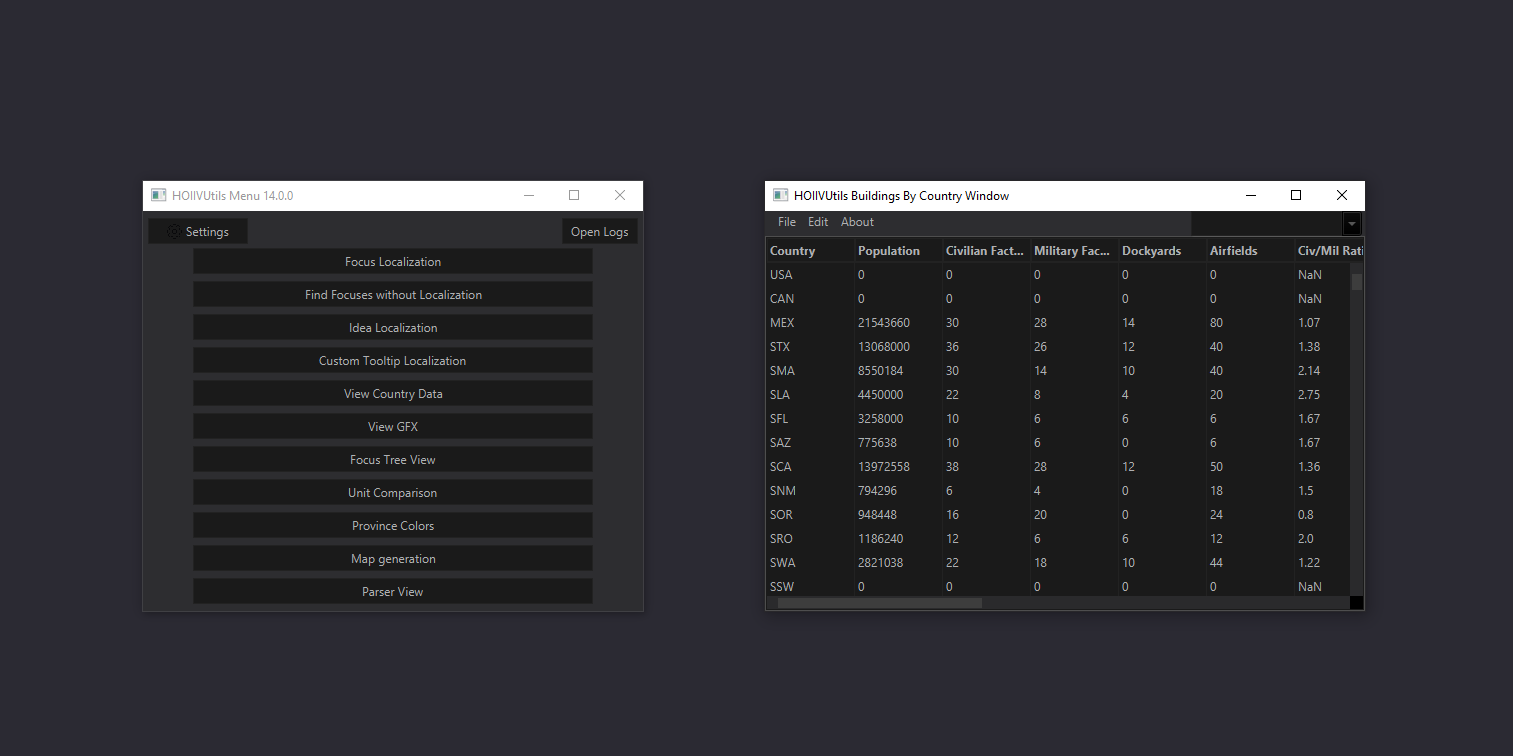 HOIIVUtils Menu 14.0.0
Settings
Open Logs
Focus Localization
Find Focuses without Localization
Idea Localization
Custom Tooltip Localization
View Country Data
View GFX
Focus Tree View
Unit Comparison
Province Colors
Map generation
Parser View
HOIIVUtils Buildings By Country Window
File Edit About
Country Population Civilian Fact... Military Fac... Dockyards Airfields Civ/Mil Rati
USA 0 0 0 0 0 NaN
CAN 0 0 0 0 0 NaN
MEX 21543660 30 28 14 80 1.07
STX 13068000 36 26 12 40 1.38
SMA 8550184 30 14 10 40 2.14
SLA 4450000 22 8 4 20 2.75
SFL 3258000 10 6 6 6 1.67
SAZ 775638 10 6 0 6 1.67
SCA 13972558 38 28 12 50 1.36
SNM 794296 6 4 0 18 1.5
SOR 948448 16 20 0 24 0.8
SRO 1186240 12 6 6 12 2.0
SWA 2821038 22 18 10 44 1.22
SSW 0 0 0 0 0 NaN